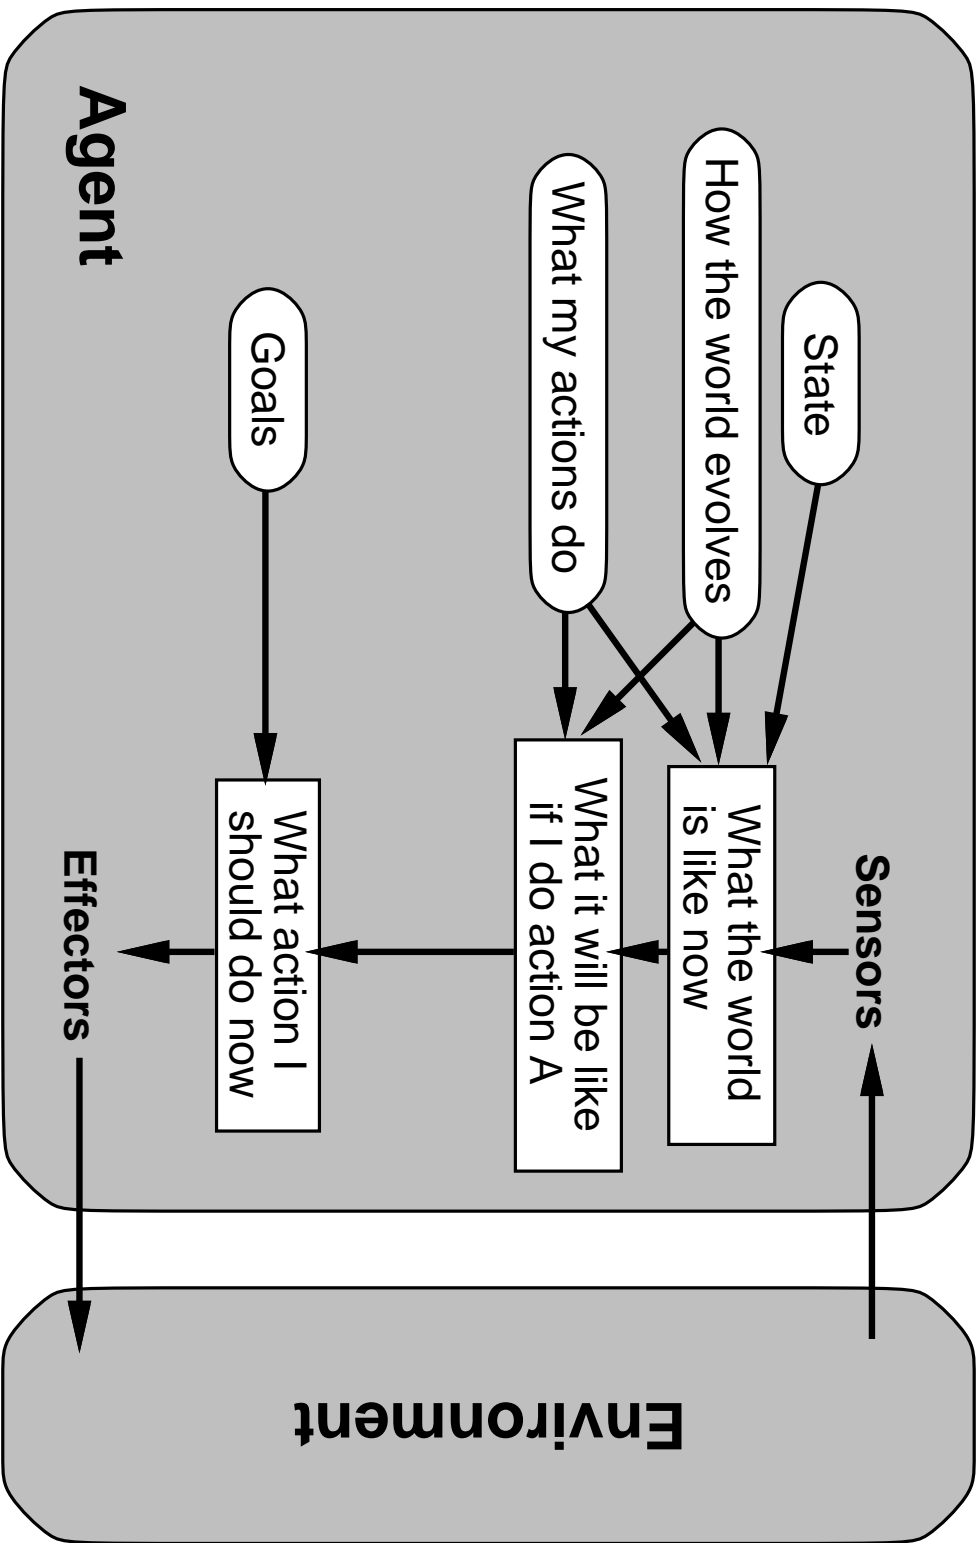 Sensors
State
How the world evolves
What my actions do
What the world
is like now
What it will be like
if I do action A
Goals
What action I
should do now
Agent
Effectors
Environment